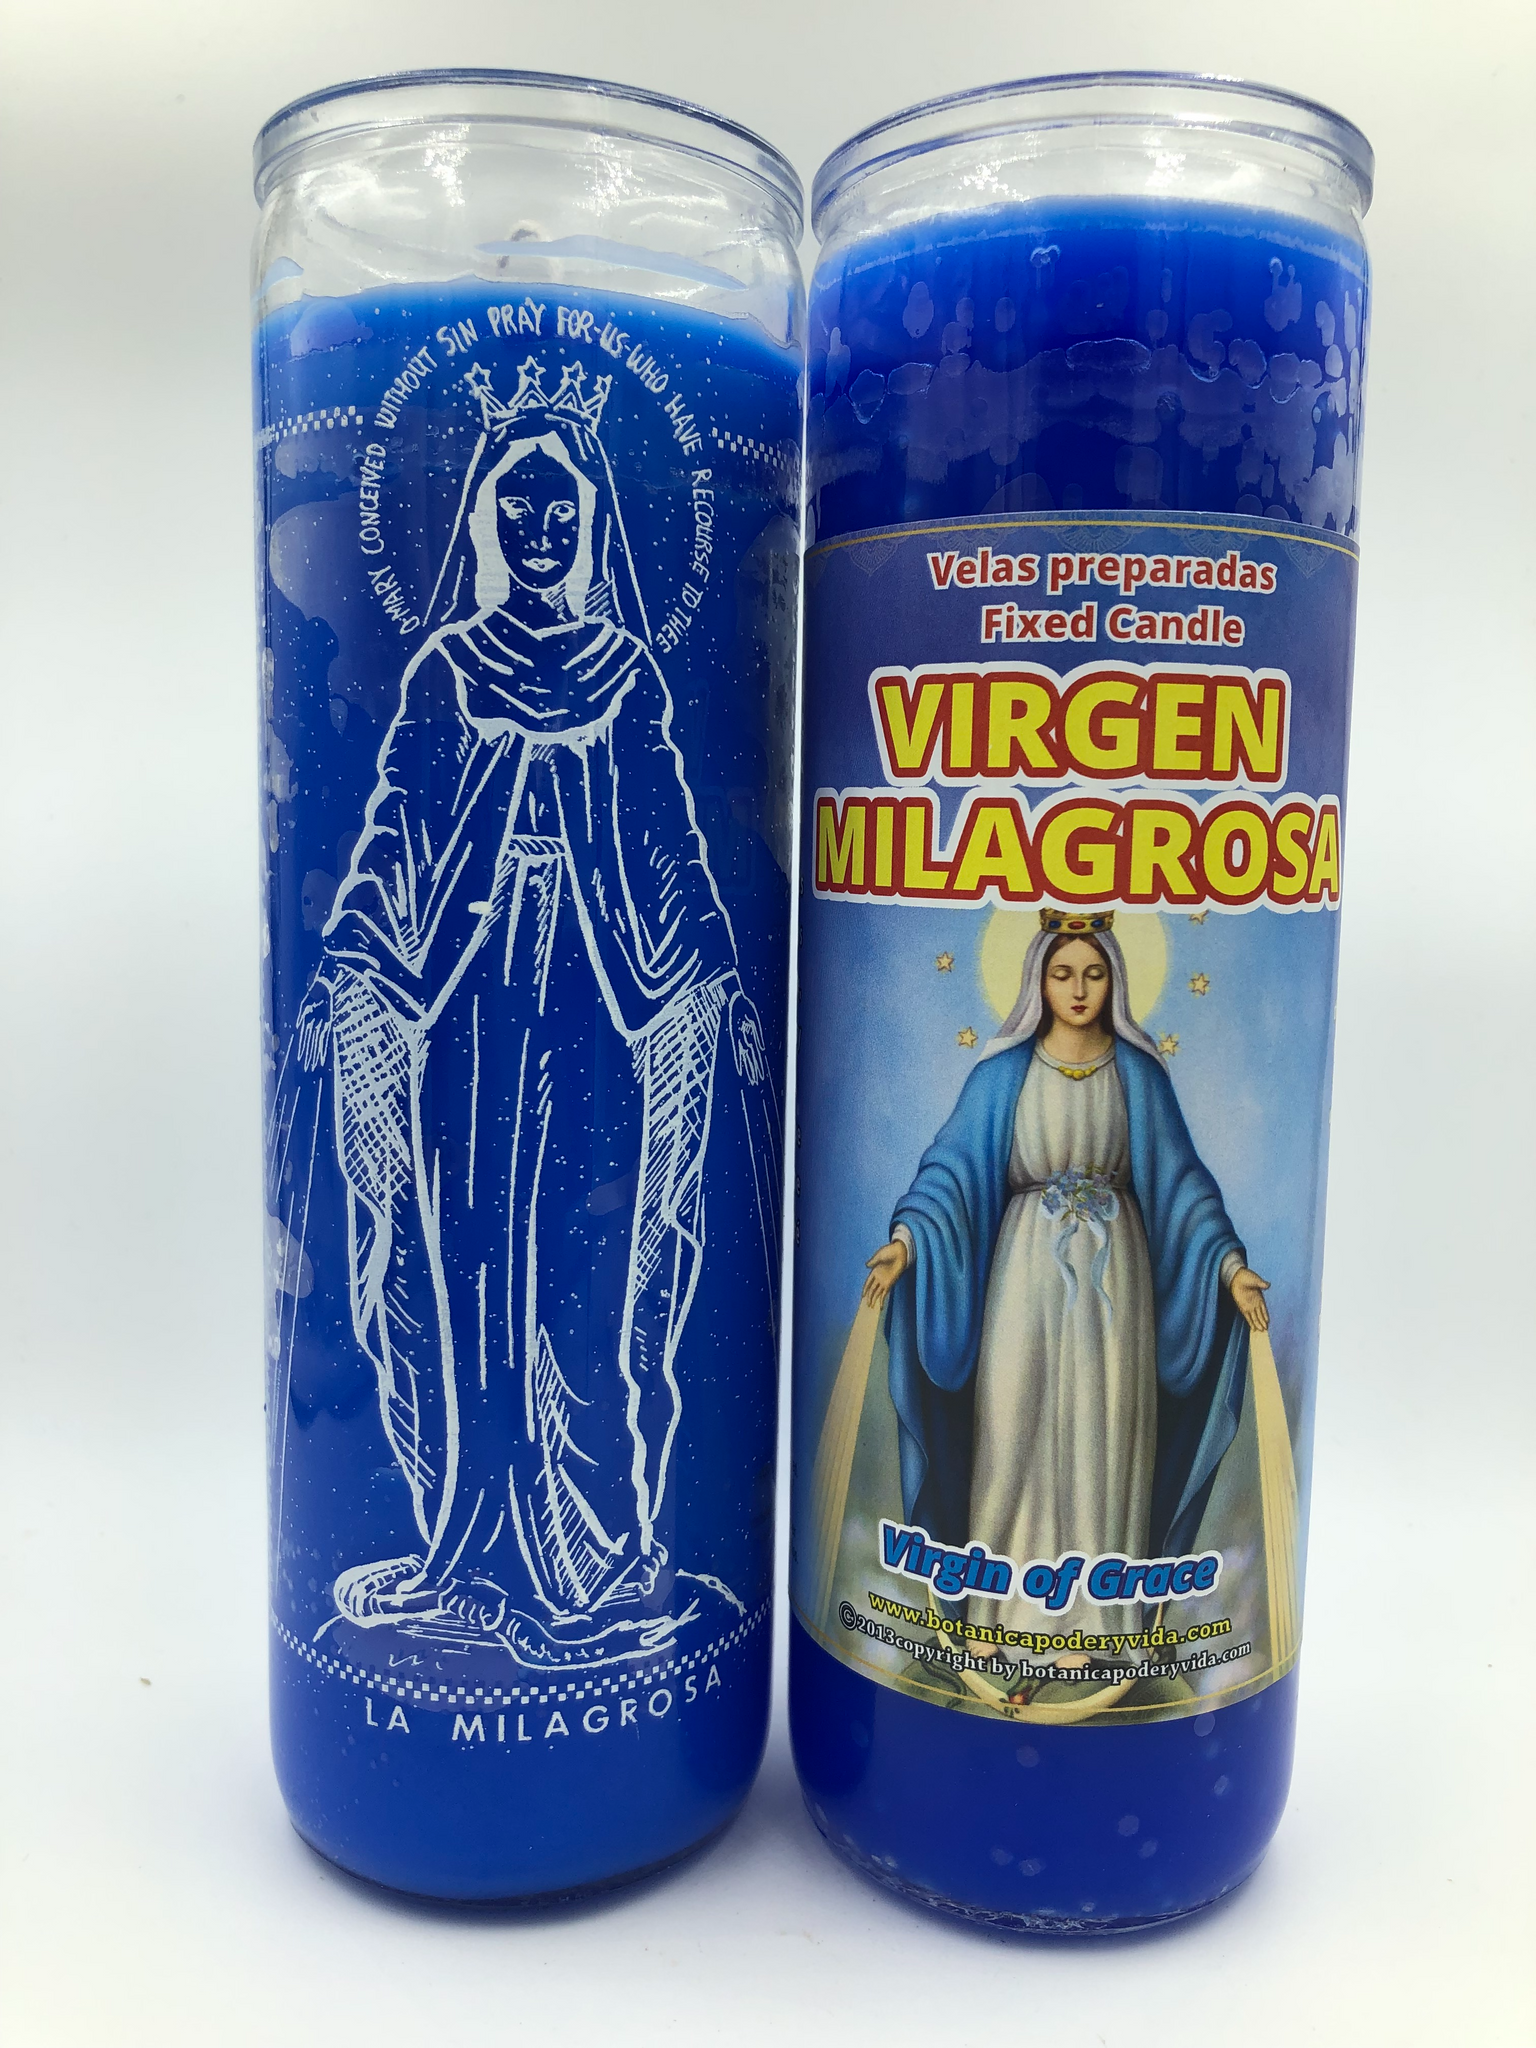 O MARY CONCEIVED WITHOUT SIN PRAY FOR-US-WHO HAVE RECOURSE TO THEE
LA MILAGROSA
Velas preparadas
Fixed Candle
VIRGEN
MILAGROSA
Virgin of Grace
www.botanicapoderyvida.com
©2013copyright by botanicapoderyvida.com